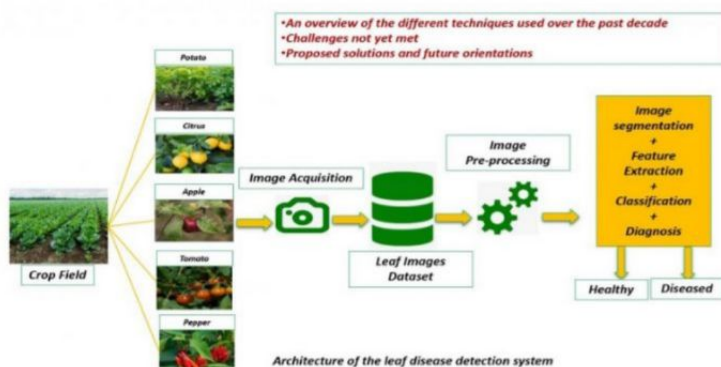 •An overview of the different techniques used over the past decade
•Challenges not yet met
•Proposed solutions and future orientations
Potato
Citrus
Apple
Tomato
Pepper
Crop Field
Image Acquisition
Leaf Images
Dataset
Image
Pre-processing
Image
segmentation
+
Feature
Extraction
+
Classification
+
Diagnosis
Healthy
Diseased
Architecture of the leaf disease detection system